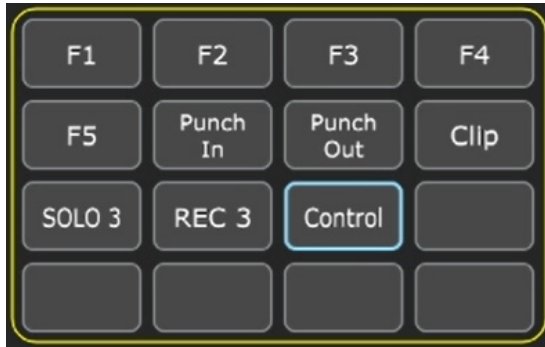 F1 F2 F3 F4
F5 Punch In Punch Out Clip
SOLO 3 REC 3 Control